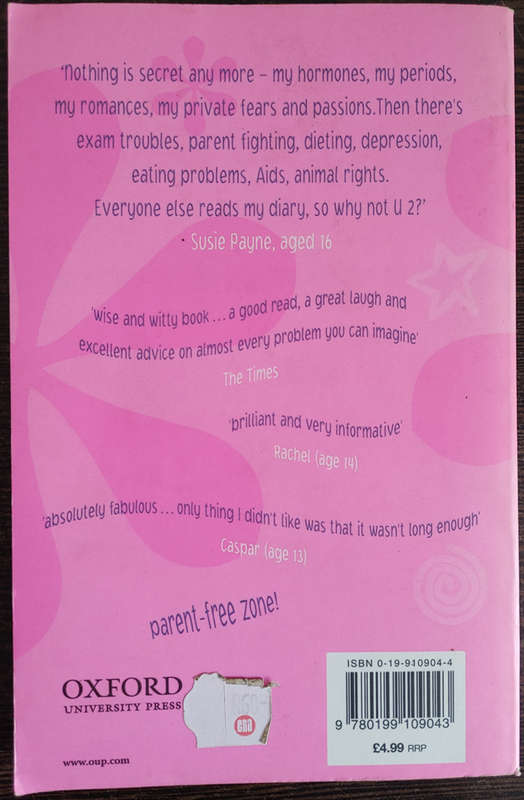 'Nothing is secret any more – my hormones, my periods,
my romances, my private fears and passions.Then there's
exam troubles, parent fighting, dieting, depression,
eating problems, Aids, animal rights.
Everyone else reads my diary, so why not U 2?'
Susie Payne, aged 16
'wise and witty book ... a good read, a great laugh and
excellent advice on almost every problem you can imagine'
The Times
'brilliant and very informative'
Rachel (age 14)
'absolutely fabulous ... only thing I didn't like was that it wasn't long enough'
Caspar (age 13)
parent-free zone!
OXFORD
UNIVERSITY PRESS
www.oup.com
ISBN 0-19-910904-4
9 780199 109043
£4.99 RRP